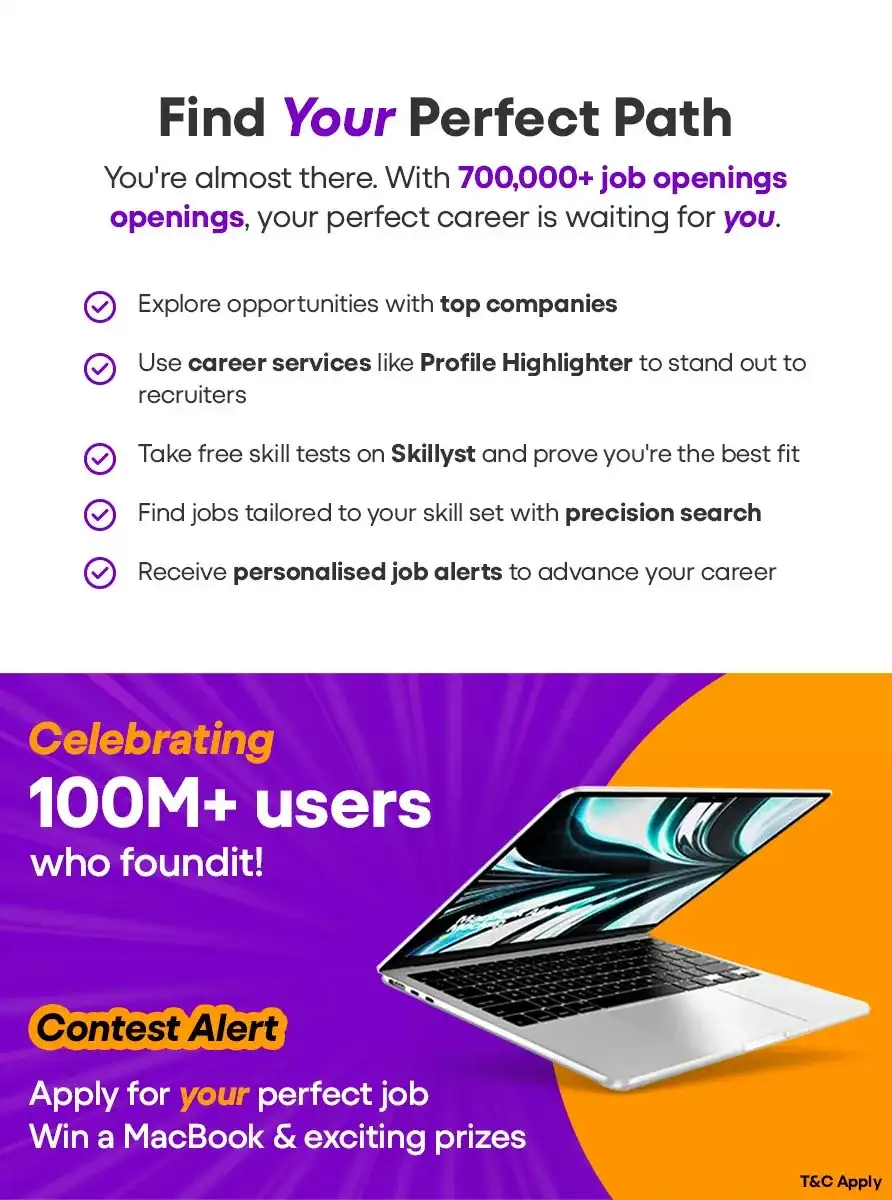 Find Your Perfect Path
You're almost there. With 700,000+ job openings
openings, your perfect career is waiting for you.
Explore opportunities with top companies
Use career services like Profile Highlighter to stand out to
recruiters
Take free skill tests on Skillyst and prove you're the best fit
Find jobs tailored to your skill set with precision search
Receive personalised job alerts to advance your career
Celebrating
100M+ users
who foundit!
Contest Alert
Apply for your perfect job
Win a MacBook & exciting prizes
T&C Apply